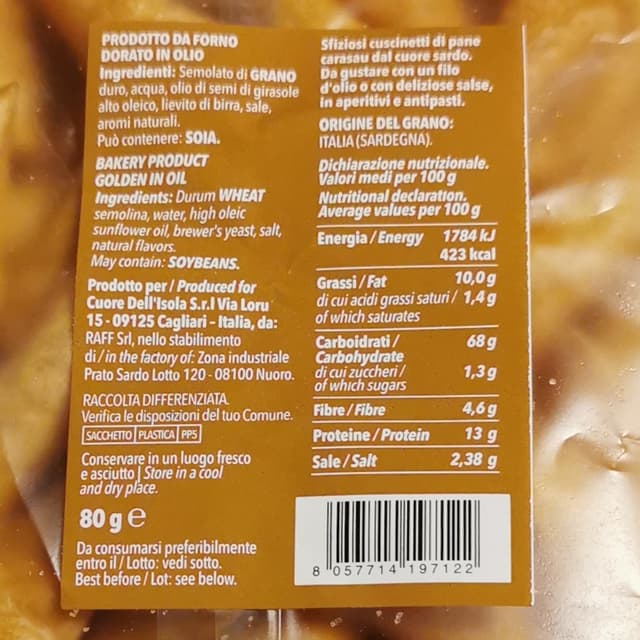 PRODOTTO DA FORNO
DORATO IN OLIO
Ingredienti: Semolato di GRANO
duro, acqua, olio di semi di girasole
alto oleico, lievito di birra, sale,
aromi naturali.
Può contenere: SOIA.
BAKERY PRODUCT
GOLDEN IN OIL
Ingredients: Durum WHEAT
semolina, water, high oleic
sunflower oil, brewer's yeast, salt,
natural flavors.
May contain: SOYBEANS.
Prodotto per / Produced for
Cuore Dell'Isola S.r.l Via Loru
15 - 09125 Cagliari - Italia, da:
RAFF Srl, nello stabilimento
di / in the factory of: Zona industriale
Prato Sardo Lotto 120 - 08100 Nuoro.
RACCOLTA DIFFERENZIATA.
Verifica le disposizioni del tuo Comune.
SACCHETTO PLASTICA PP5
Conservare in un luogo fresco
e asciutto | Store in a cool
and dry place.
80 g e
Da consumarsi preferibilmente
entro il / Lotto: vedi sotto.
Best before / Lot: see below.
Sfiziosi cuscinetti di pane
carasau dal cuore sardo.
Da gustare con un filo
d'olio o con deliziose salse,
in aperitivi e antipasti.
ORIGINE DEL GRANO:
ITALIA (SARDEGNA).
Dichiarazione nutrizionale.
Valori medi per 100 g
Nutritional declaration.
Average values per 100 g
Energia / Energy 1784 kJ
423 kcal
Grassi / Fat 10,0 g
di cui acidi grassi saturi / 1,4 g
of which saturates
Carboidrati / 68 g
Carbohydrate
di cui zuccheri / 1,3 g
of which sugars
Fibre / Fibre 4,6 g
Proteine / Protein 13 g
Sale / Salt 2,38 g
8 057714 197122